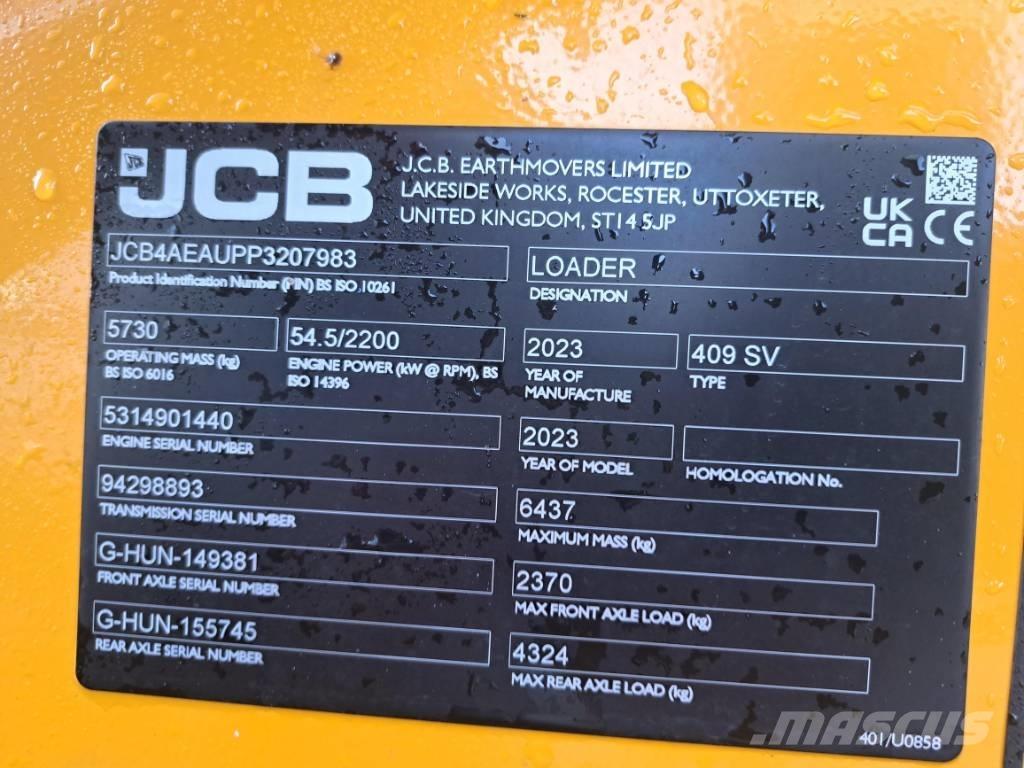 JCB
J.C.B. EARTHMOVERS LIMITED
LAKESIDE WORKS, ROCESTER, UTTOXETER,
UNITED KINGDOM, ST14 5JP
UK
CA CE
JCB4AEAUPP3207983
Product Identification Number (PIN) BS ISO 10261
LOADER
DESIGNATION
5730
OPERATING MASS (kg)
BS ISO 6016
54.5/2200
ENGINE POWER (kW @ RPM), BS
ISO 14396
2023
YEAR OF
MANUFACTURE
409 SV
TYPE
5314901440
ENGINE SERIAL NUMBER
2023
YEAR OF MODEL
HOMOLOGATION No.
94298893
TRANSMISSION SERIAL NUMBER
6437
MAXIMUM MASS (kg)
G-HUN-149381
FRONT AXLE SERIAL NUMBER
2370
MAX FRONT AXLE LOAD (kg)
G-HUN-155745
REAR AXLE SERIAL NUMBER
4324
MAX REAR AXLE LOAD (kg)
401/U0858
MASCUS